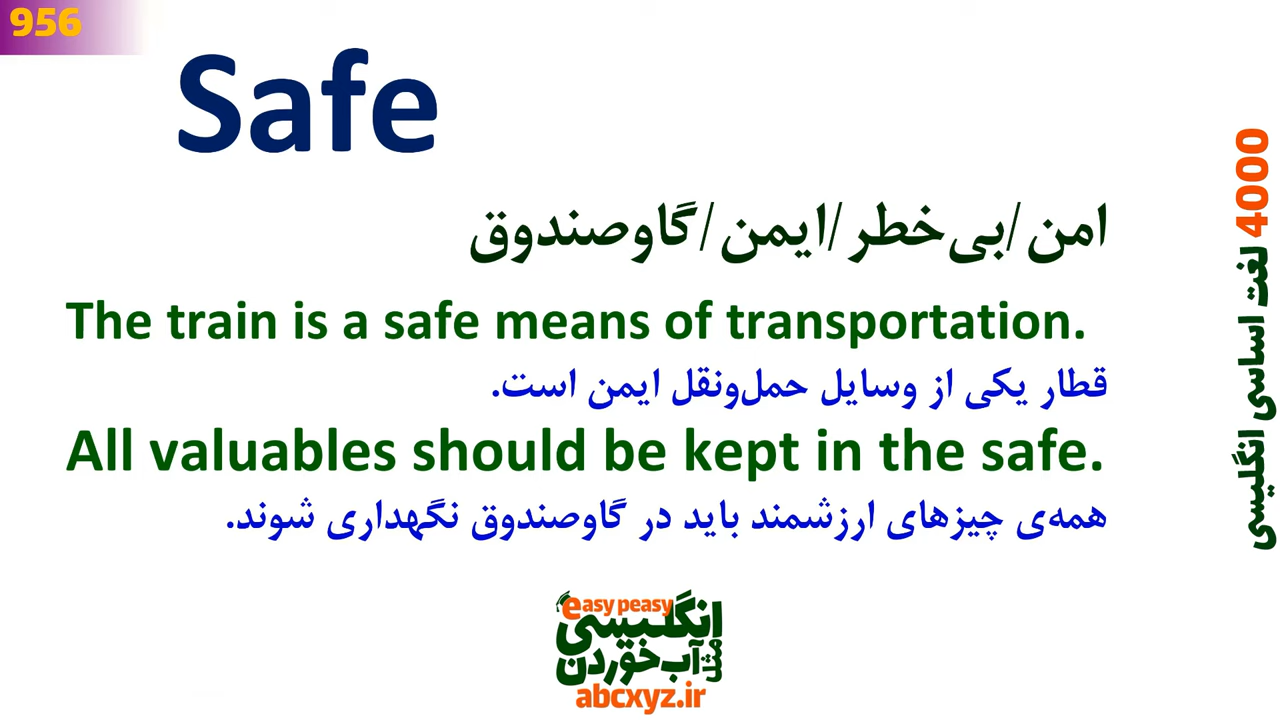 956
Safe
امن/بی‌خطر/ایمن/گاوصندوق
The train is a safe means of transportation.
قطار یکی از وسایل حمل‌ونقل ایمن است.
All valuables should be kept in the safe.
همه‌ی چیزهای ارزشمند باید در گاوصندوق نگهداری شوند.
4000 لغت اساسی انگلیسی
easy peasy
انگلیسی
مثل آب خوردن
abcxyz.ir